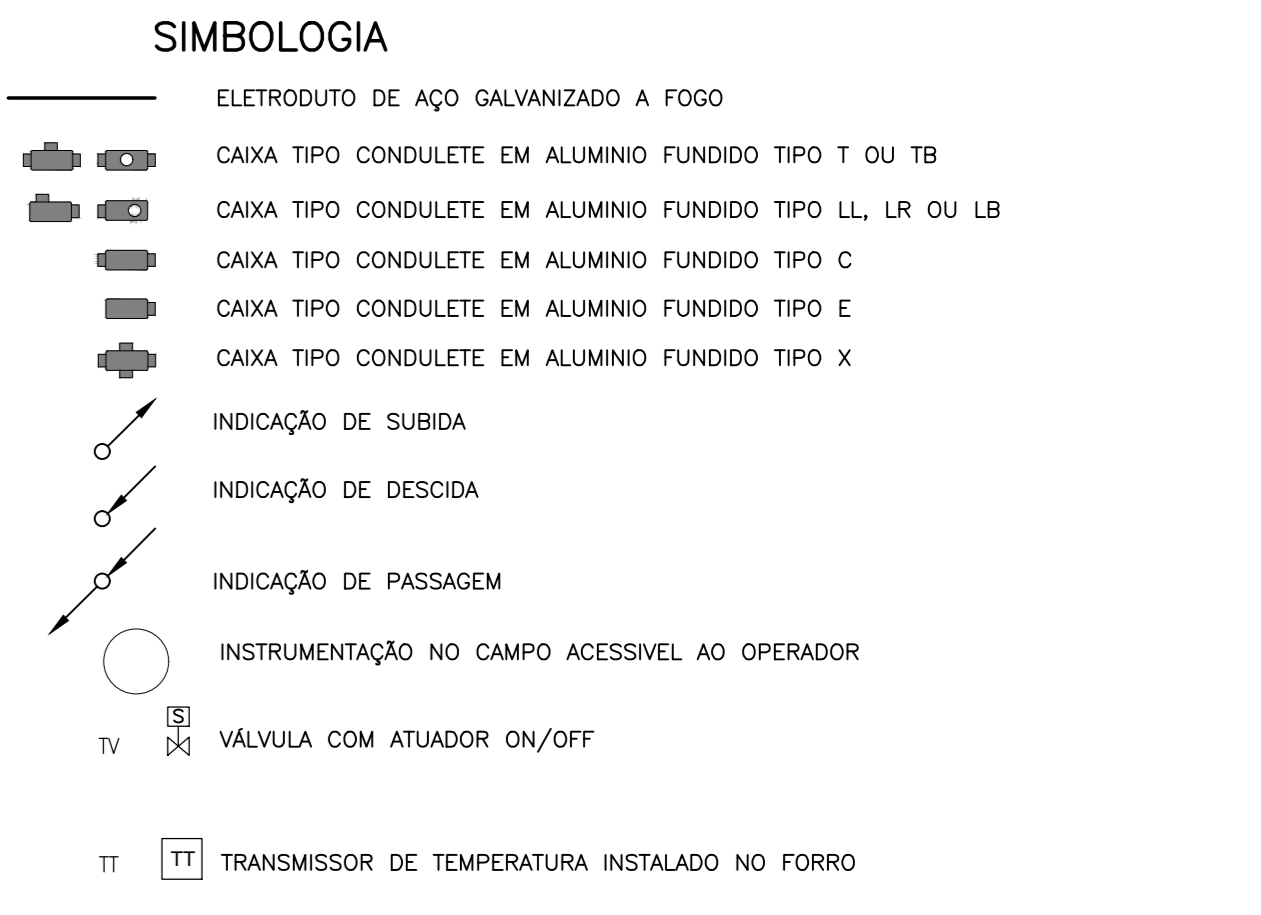 SIMBOLOGIA
ELETRODUTO DE AÇO GALVANIZADO A FOGO
CAIXA TIPO CONDULETE EM ALUMINIO FUNDIDO TIPO T OU TB
CAIXA TIPO CONDULETE EM ALUMINIO FUNDIDO TIPO LL, LR OU LB
CAIXA TIPO CONDULETE EM ALUMINIO FUNDIDO TIPO C
CAIXA TIPO CONDULETE EM ALUMINIO FUNDIDO TIPO E
CAIXA TIPO CONDULETE EM ALUMINIO FUNDIDO TIPO X
INDICAÇÃO DE SUBIDA
INDICAÇÃO DE DESCIDA
INDICAÇÃO DE PASSAGEM
INSTRUMENTAÇÃO NO CAMPO ACESSIVEL AO OPERADOR
S
TV VÁLVULA COM ATUADOR ON/OFF
TT TT TRANSMISSOR DE TEMPERATURA INSTALADO NO FORRO